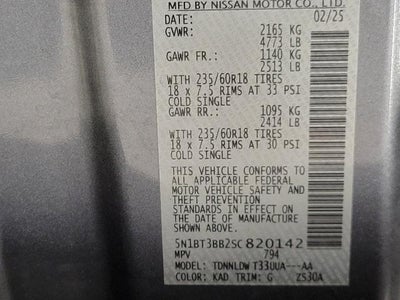 MFD BY NISSAN MOTOR CO., LTD.
DATE: 02/25
GVWR: 2165 KG
4773 LB
GAWR FR.: 1140 KG
2513 LB
WITH 235/60R18 TIRES
18 x 7.5 RIMS AT 33 PSI
COLD SINGLE
GAWR RR.: 1095 KG
2414 LB
WITH 235/60R18 TIRES
18 x 7.5 RIMS AT 30 PSI
COLD SINGLE
THIS VEHICLE CONFORMS TO
ALL APPLICABLE FEDERAL
MOTOR VEHICLE SAFETY AND
THEFT PREVENTION
STANDARDS IN EFFECT ON THE
DATE OF MANUFACTURE
SHOWN ABOVE.
5N1BT3BB2SC820142
MPV 794
MODEL: TDNNLDW T33UUA---AA
COLOR: KAD TRIM: G Z530A